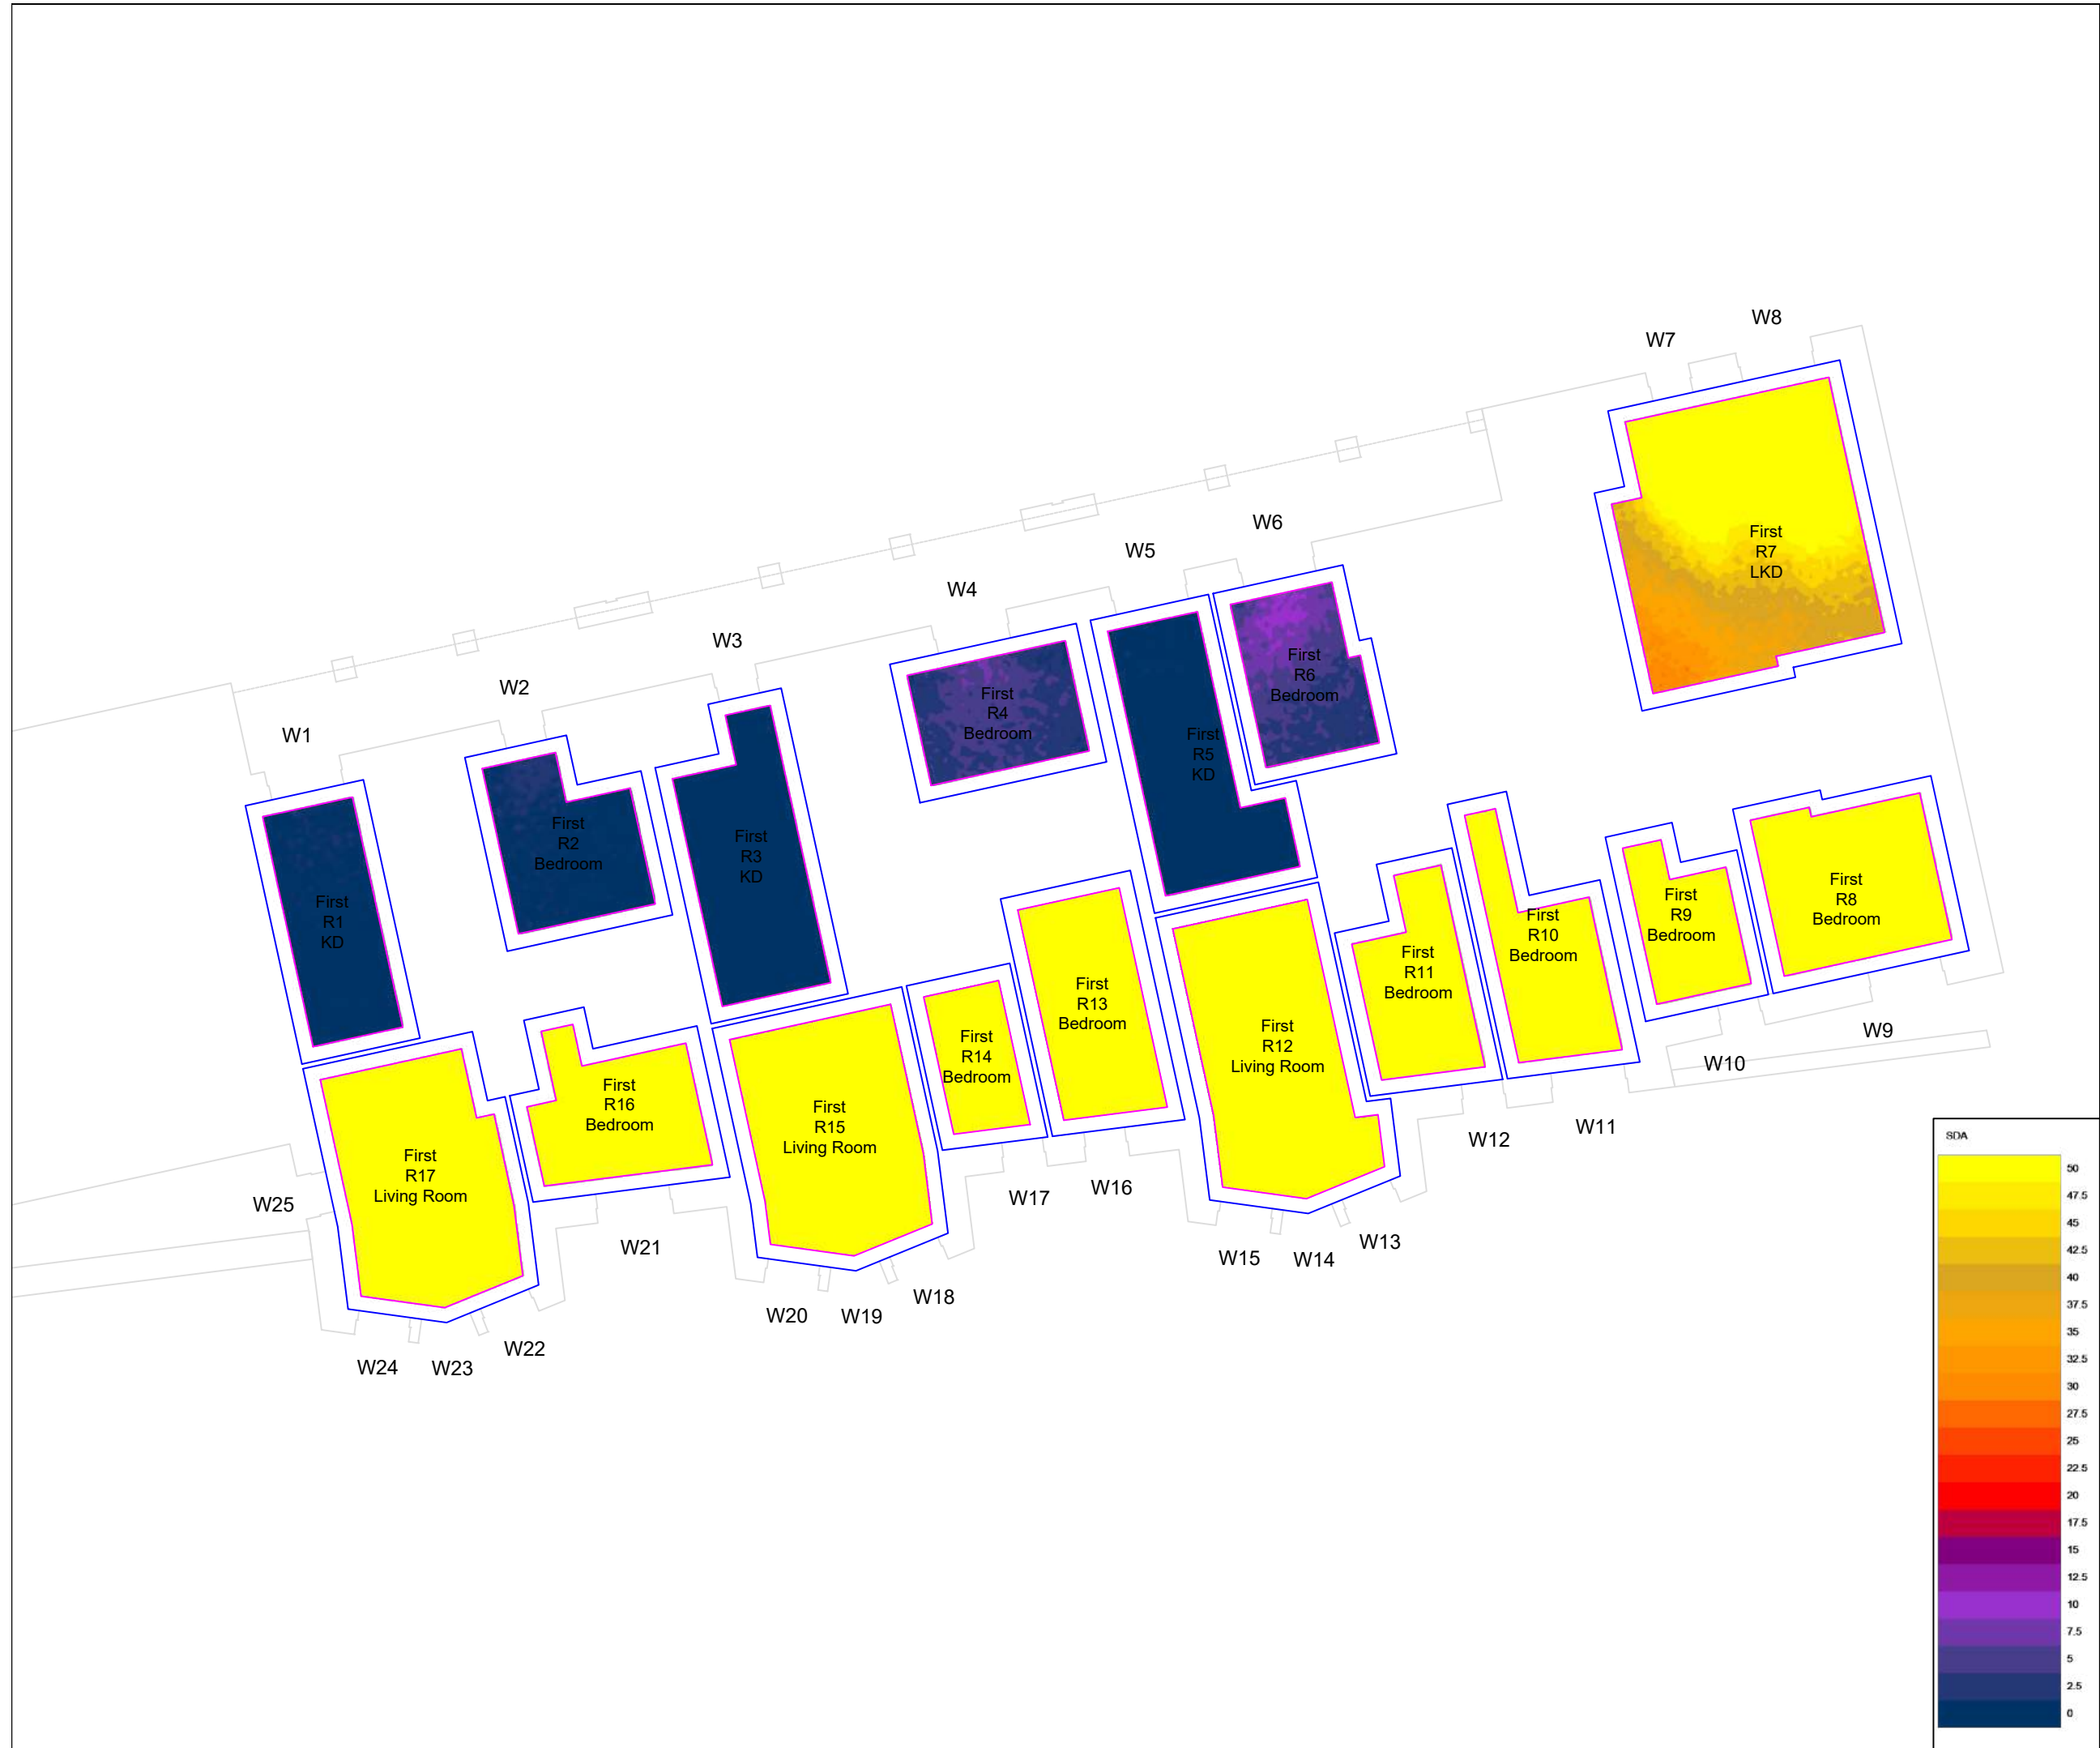 W8
W7
W6
W5
W4
W3
W2
W1
First
R7
LKD
First
R6
Bedroom
First
R4
Bedroom
First
R5
KD
First
R2
Bedroom
First
R3
KD
First
R1
KD
First
R8
Bedroom
First
R9
Bedroom
First
R10
Bedroom
First
R11
Bedroom
First
R13
Bedroom
First
R12
Living Room
First
R14
Bedroom
First
R16
Bedroom
First
R15
Living Room
First
R17
Living Room
W9
W10
W11
W12
W13
W14
W15
W16
W17
W18
W19
W20
W21
W22
W23
W24
W25
SDA
50
47.5
45
42.5
40
37.5
35
32.5
30
27.5
25
22.5
20
17.5
15
12.5
10
7.5
5
2.5
0